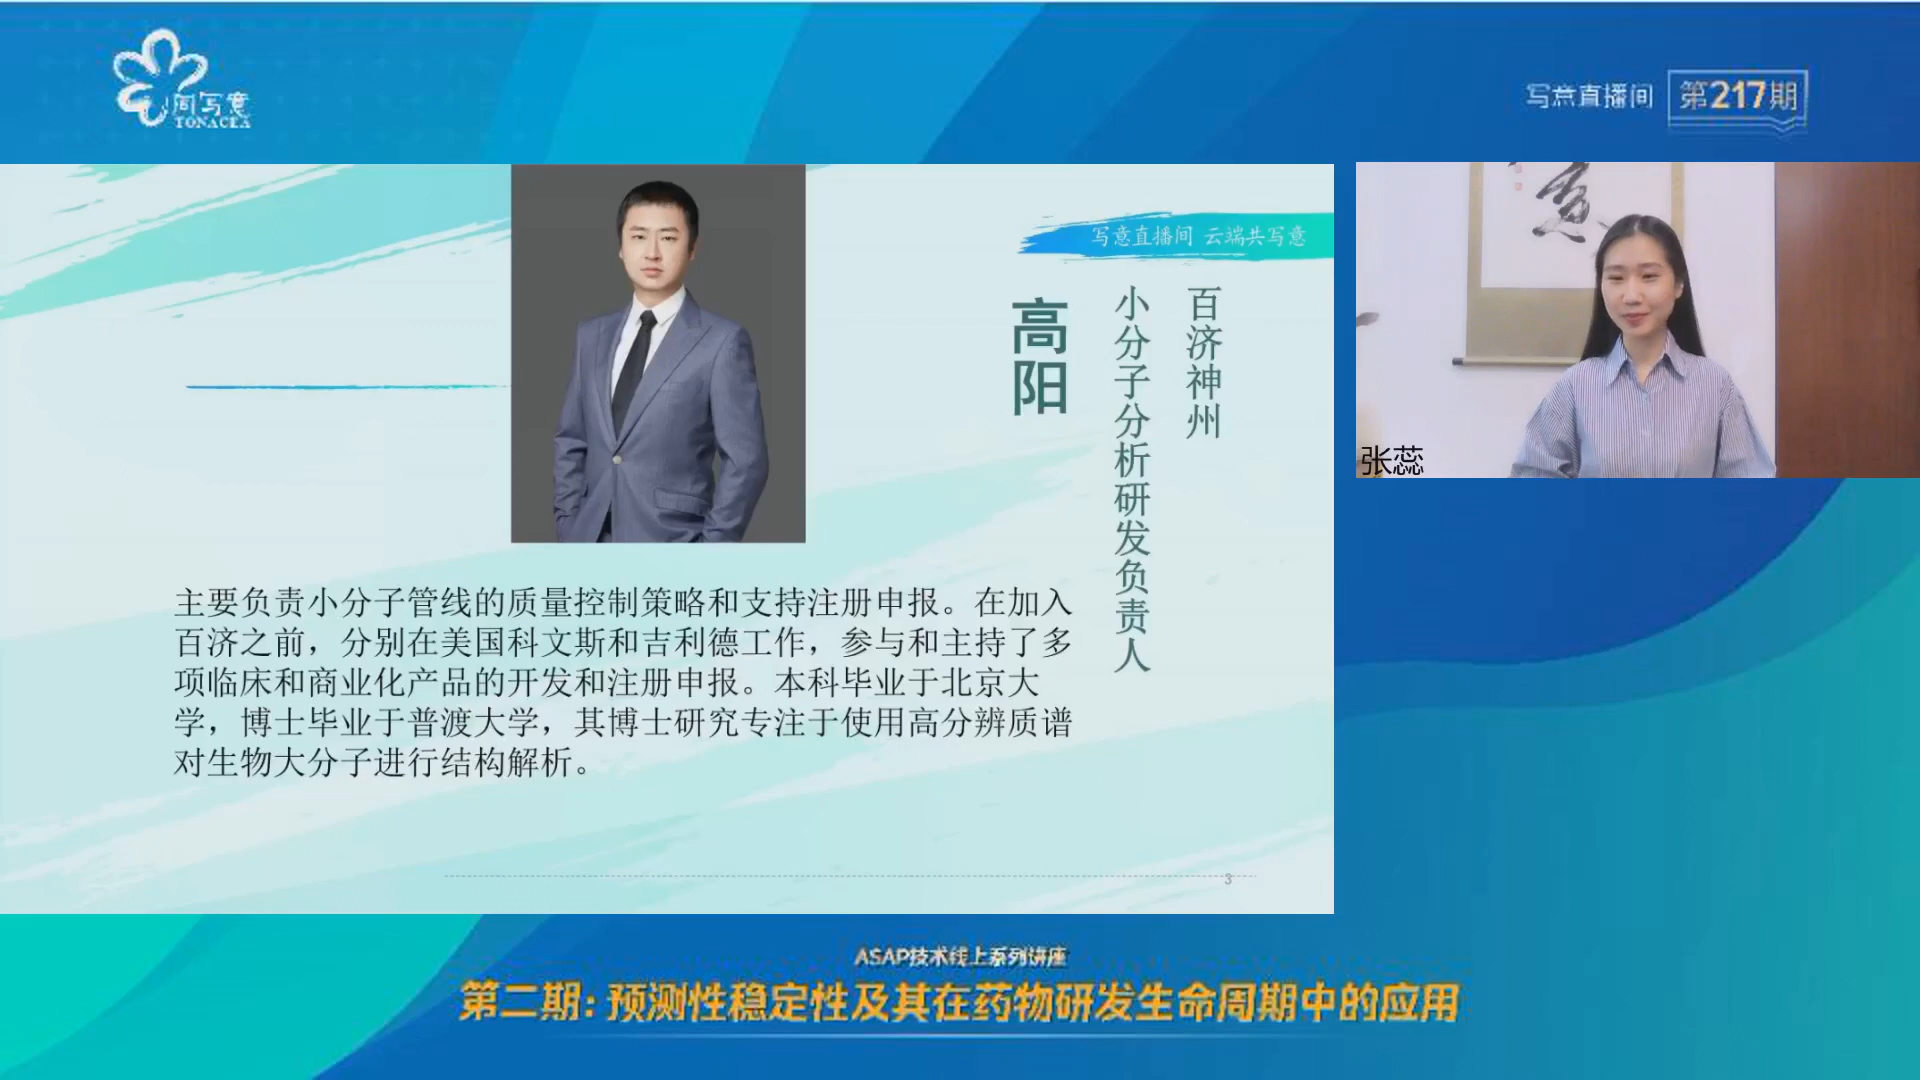 同写意
TONACEA
写意直播间 第217期
写意直播间 云端共写意
百济神州
小分子分析研发负责人
高阳
张蕊
主要负责小分子管线的质量控制策略和支持注册申报。在加入
百济之前，分别在美国科文斯和吉利德工作，参与和主持了多
项临床和商业化产品的开发和注册申报。本科毕业于北京大
学，博士毕业于普渡大学，其博士研究专注于使用高分辨质谱
对生物大分子进行结构解析。
3
ASAP技术线上系列讲座
第二期：预测性稳定性及其在药物研发生命周期中的应用